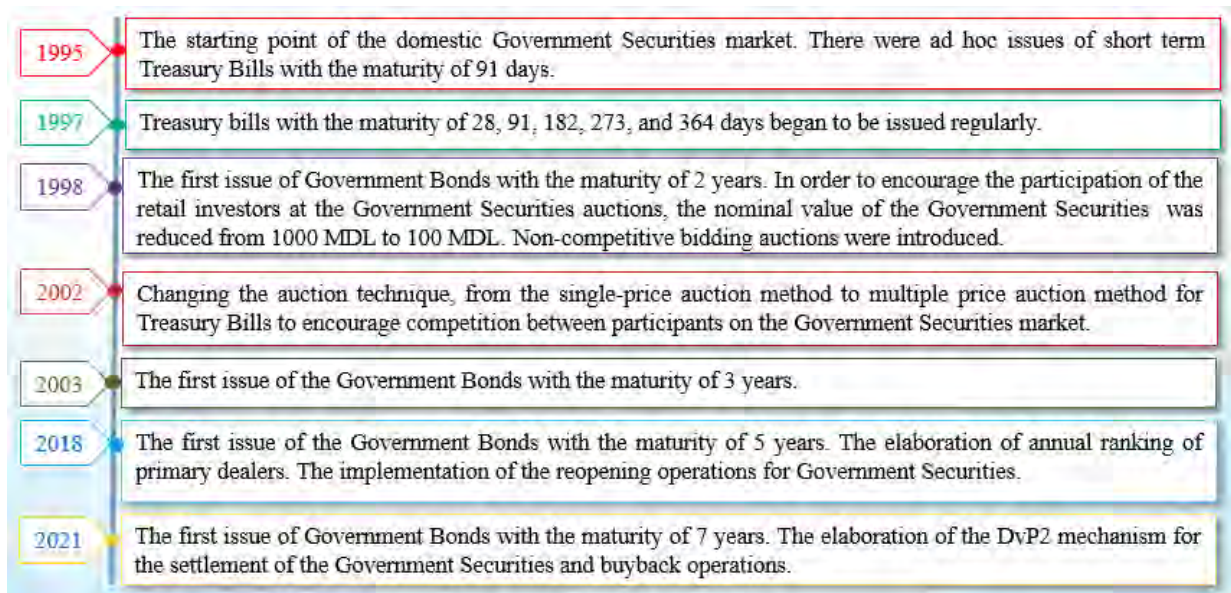 1995
The starting point of the domestic Government Securities market. There were ad hoc issues of short term
Treasury Bills with the maturity of 91 days.
1997
Treasury bills with the maturity of 28, 91, 182, 273, and 364 days began to be issued regularly.
1998
The first issue of Government Bonds with the maturity of 2 years. In order to encourage the participation of the
retail investors at the Government Securities auctions, the nominal value of the Government Securities was
reduced from 1000 MDL to 100 MDL. Non-competitive bidding auctions were introduced.
2002
Changing the auction technique, from the single-price auction method to multiple price auction method for
Treasury Bills to encourage competition between participants on the Government Securities market.
2003
The first issue of the Government Bonds with the maturity of 3 years.
2018
The first issue of the Government Bonds with the maturity of 5 years. The elaboration of annual ranking of
primary dealers. The implementation of the reopening operations for Government Securities.
2021
The first issue of Government Bonds with the maturity of 7 years. The elaboration of the DvP2 mechanism for
the settlement of the Government Securities and buyback operations.